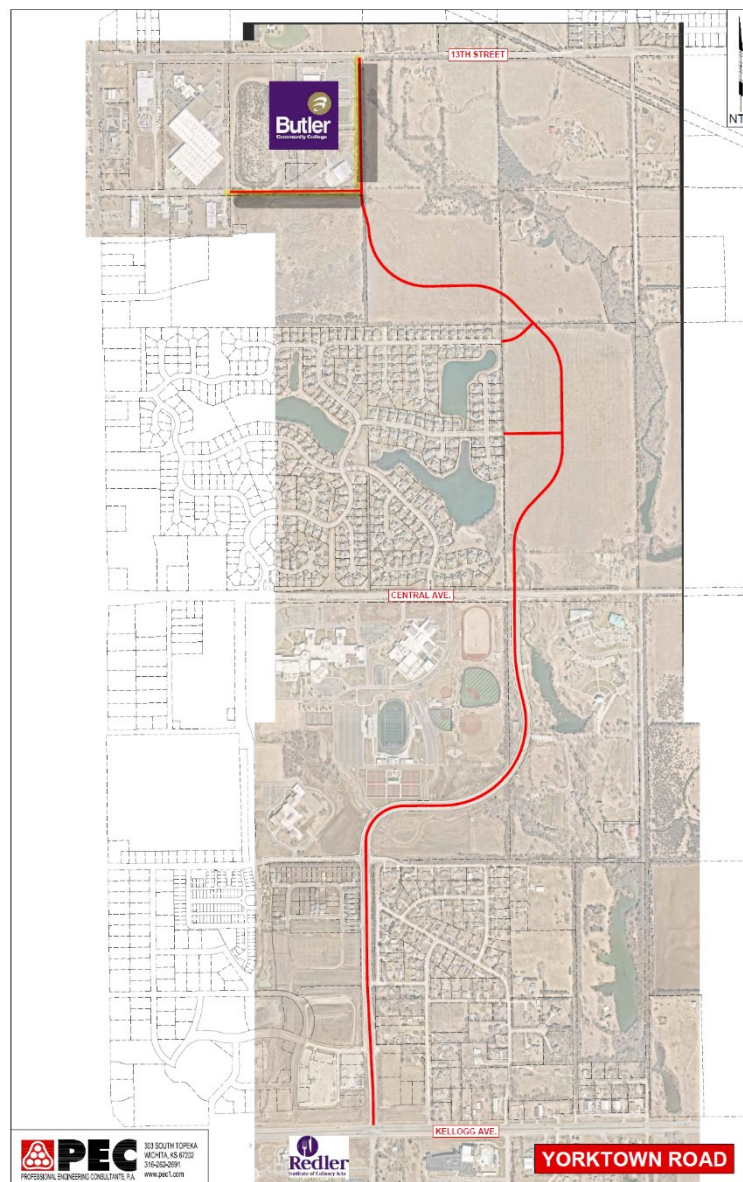 13TH STREET
NT
Butler
Community College
CENTRAL AVE.
KELLOGG AVE.
PEC
PROFESSIONAL ENGINEERING CONSULTANTS, P.A.
303 SOUTH TOPEKA
WICHITA, KS 67202
316-262-2691
www.pec1.com
Redler
Institute of Culinary Arts
YORKTOWN ROAD